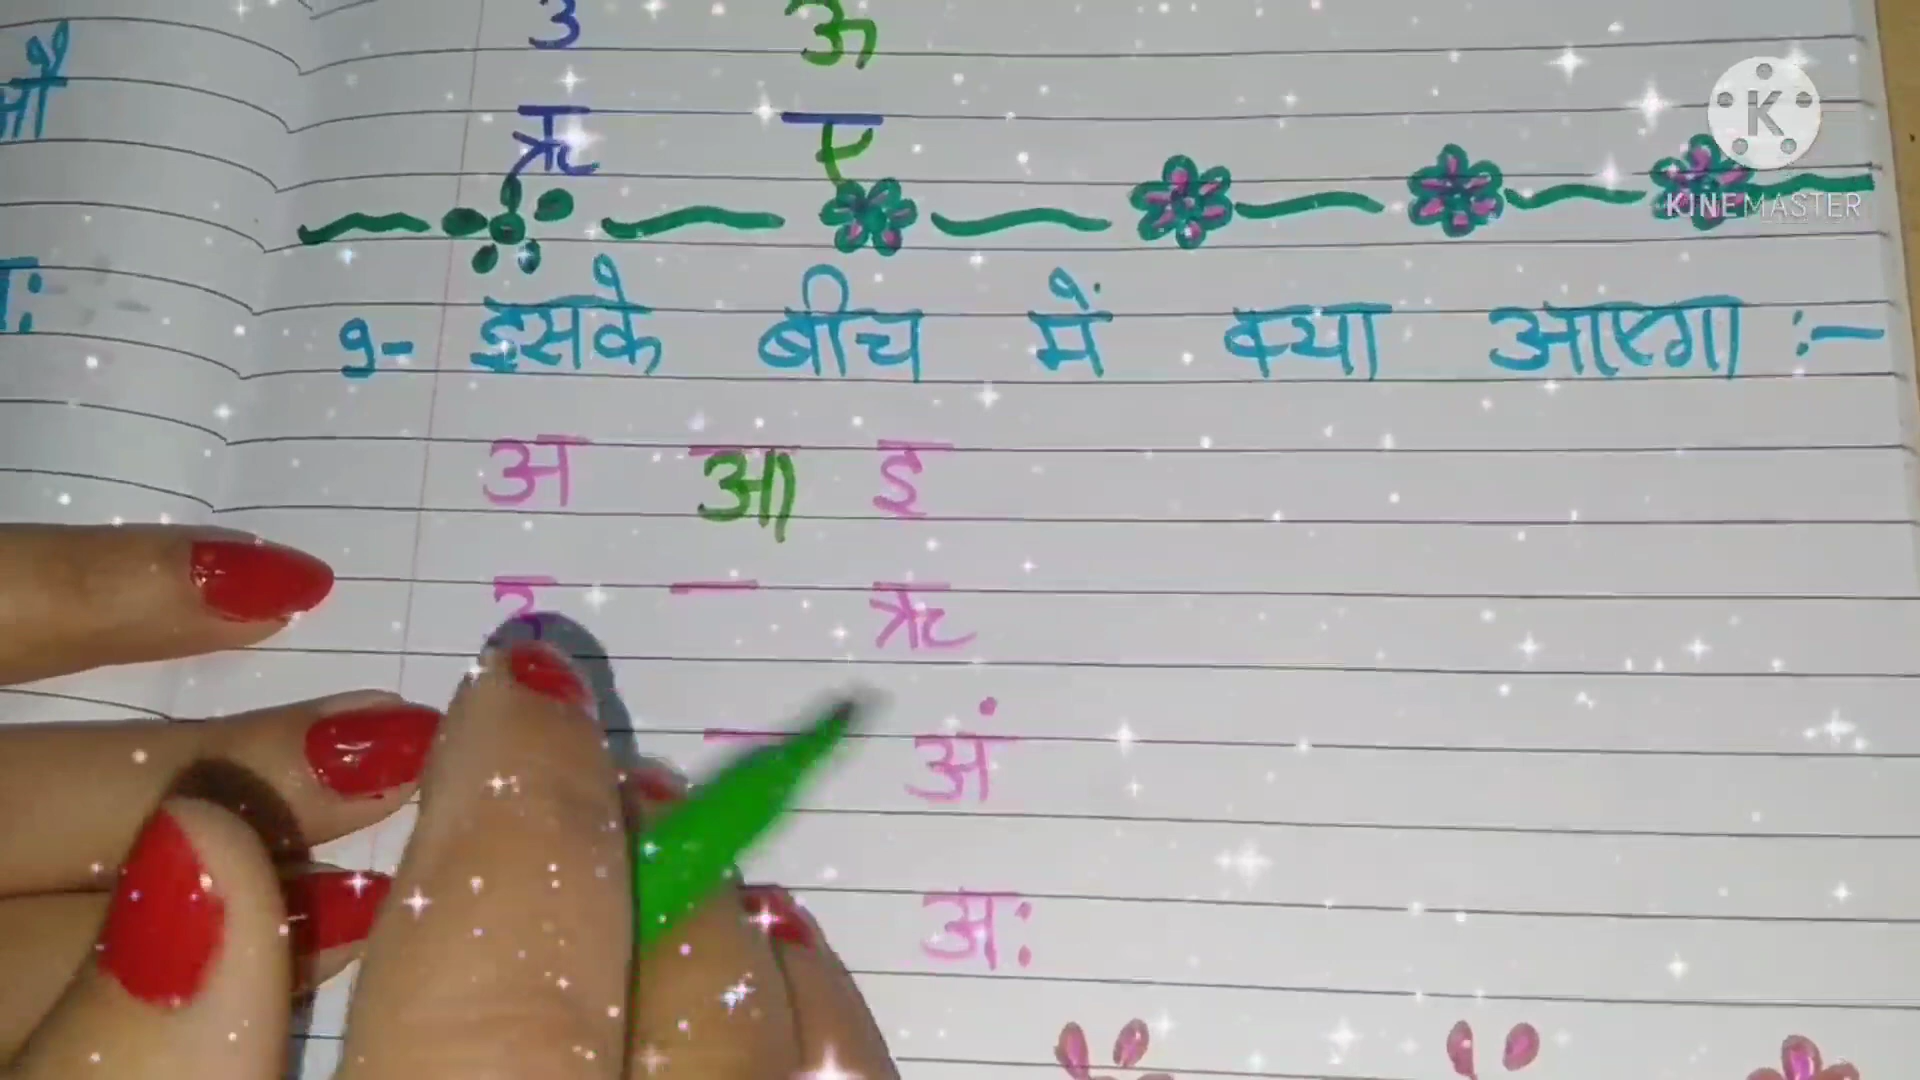 उ ऊ
ऋ ए
औ
9- इसके बीच में क्या आएगा :-
अ आ इ
ऋ
अं
अः
K
KINEMASTER